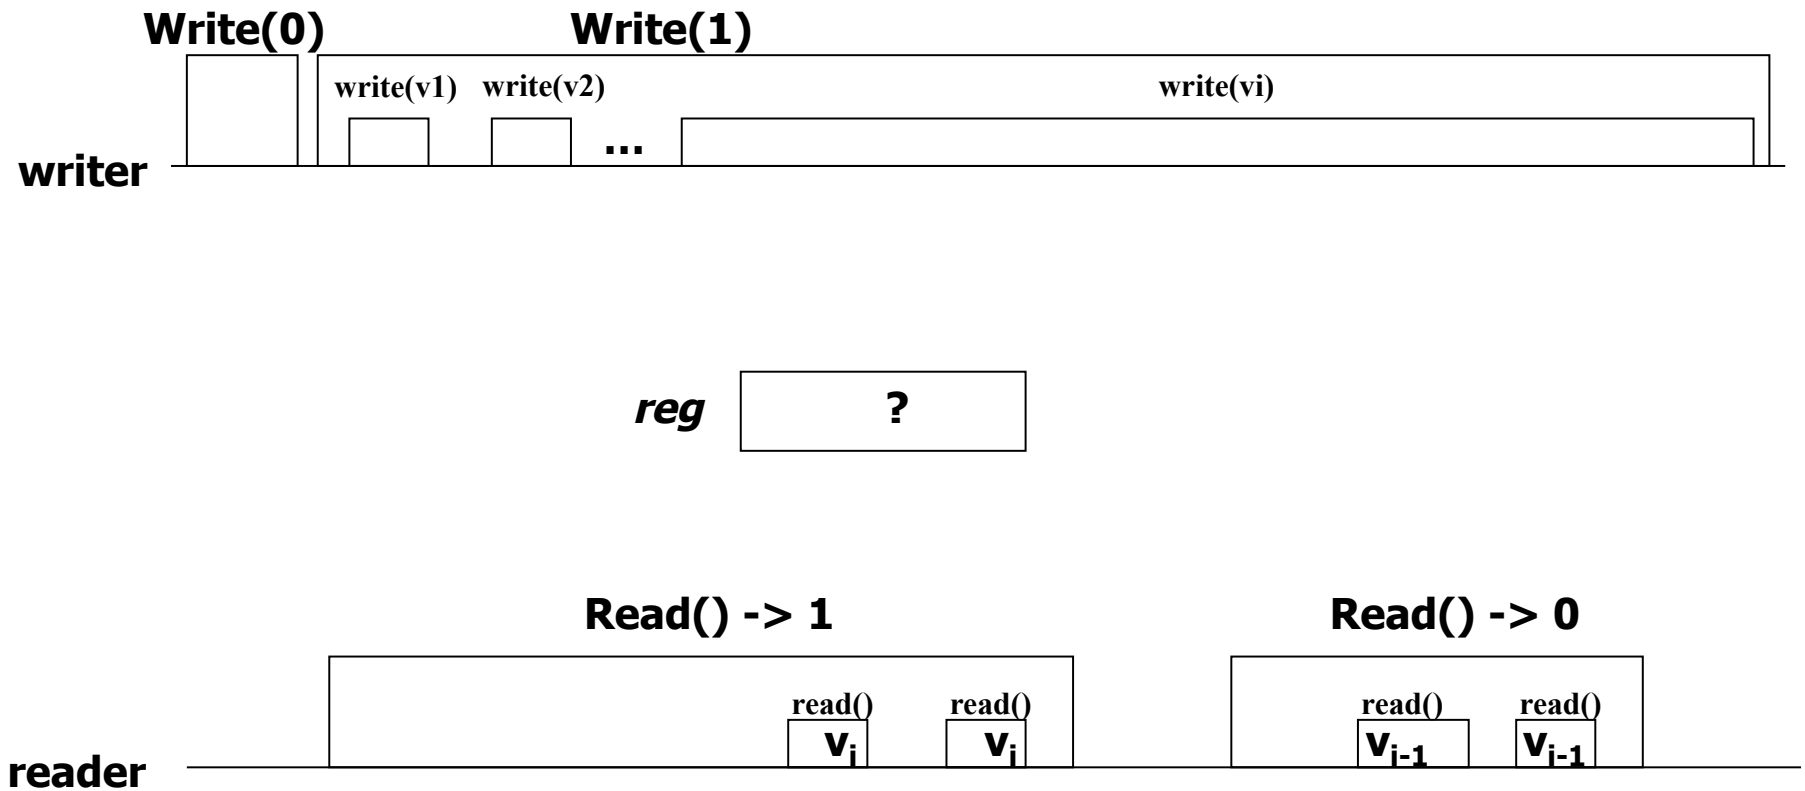 Write(0) Write(1)
write(v1) write(v2) write(vi)
...
writer
reg ?
Read() -> 1 Read() -> 0
read() read() read() read()
vi vi vi-1 vi-1
reader